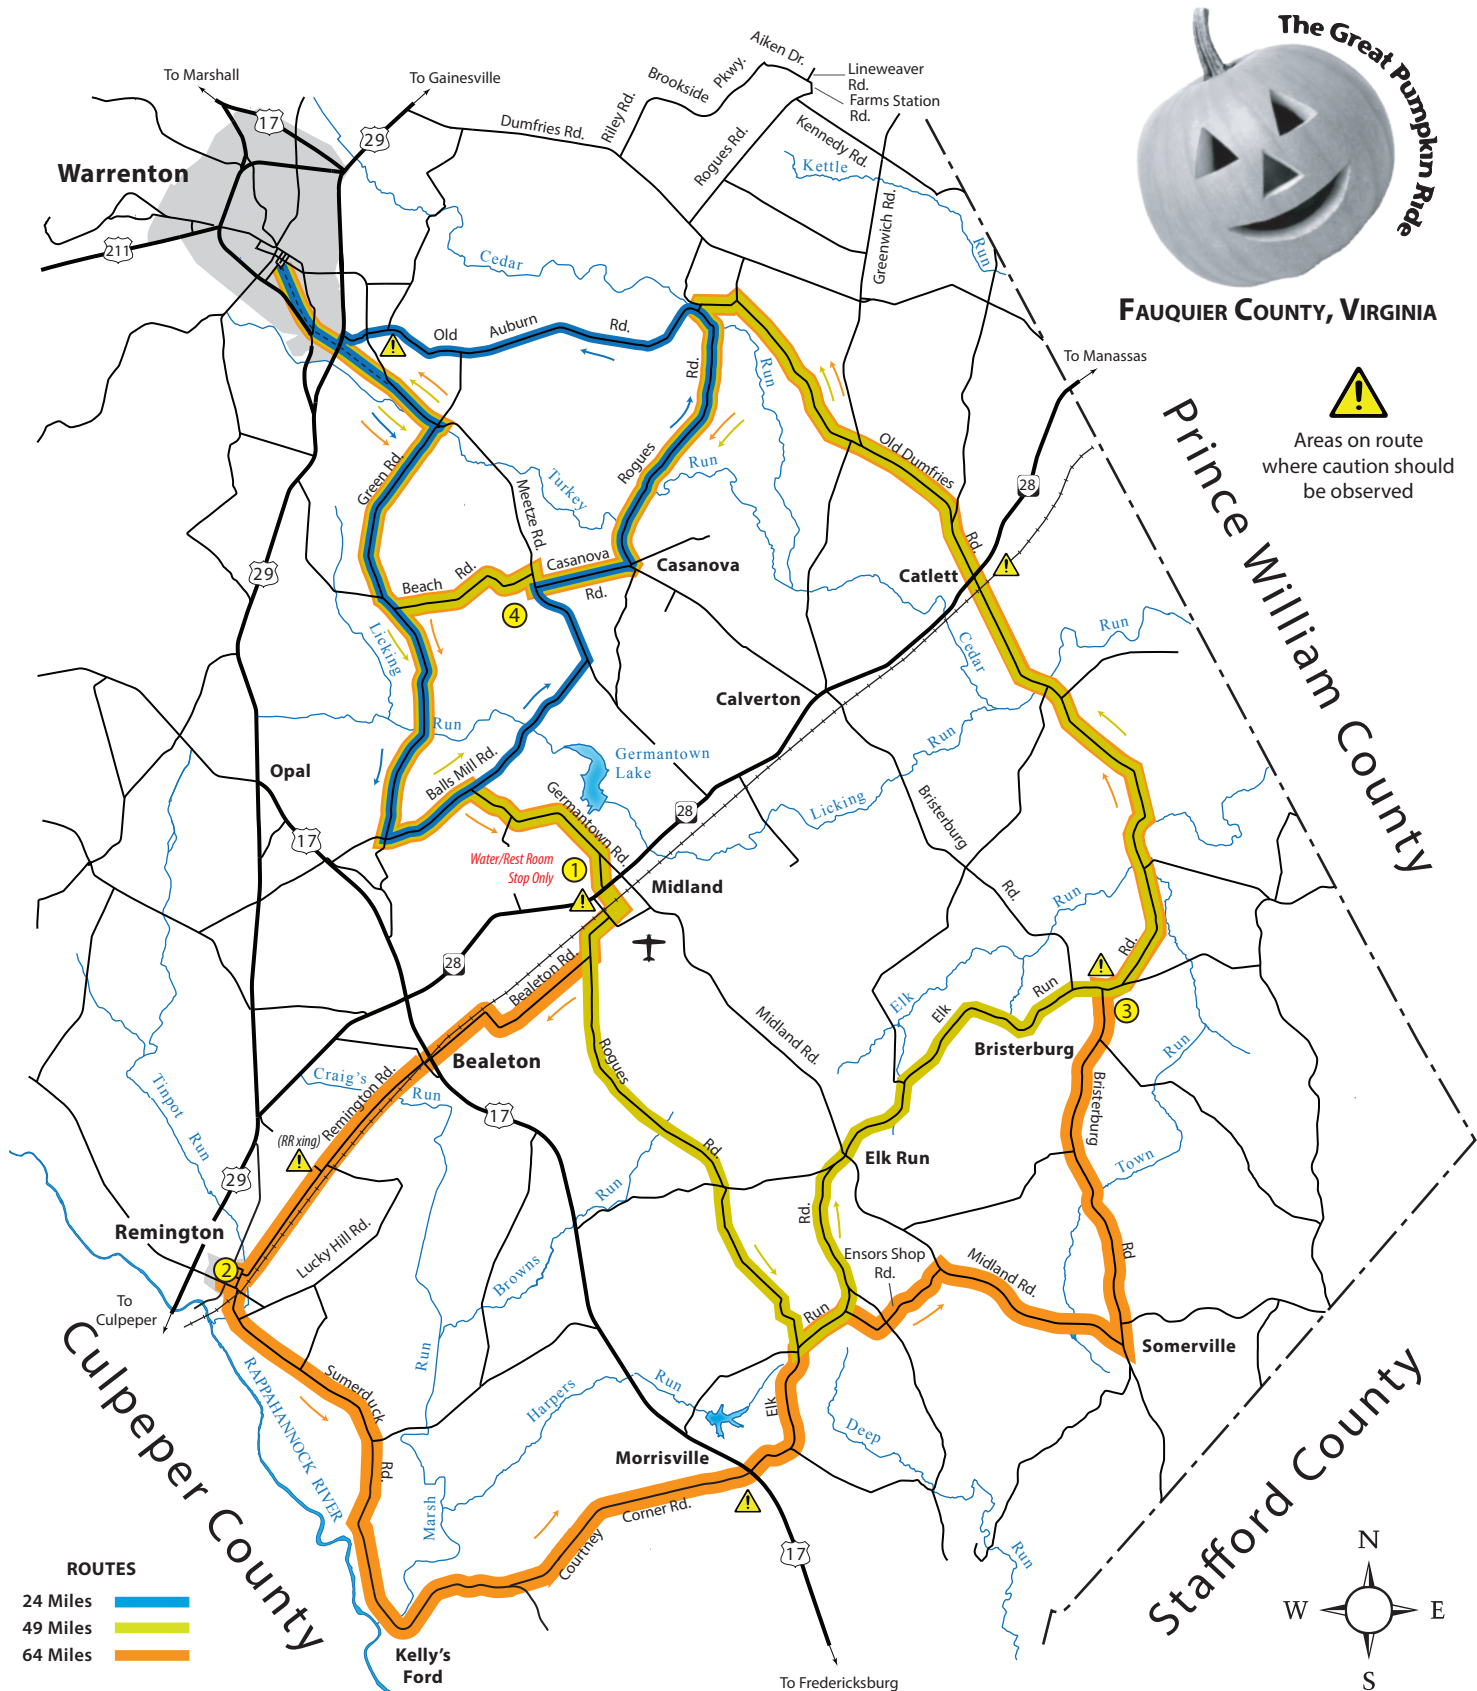 The Great Pumpkin Ride
FAUQUIER COUNTY, VIRGINIA
Areas on route
where caution should
be observed
To Marshall
To Gainesville
17
29
Warrenton
211
Dumfries Rd.
Riley Rd.
Brookside
Pkwy.
Aiken Dr.
Lineweaver
Rd.
Farms Station
Rd.
Rogues Rd.
Kennedy Rd.
Kettle
Run
Greenwich Rd.
Cedar
Run
Old
Auburn
Rd.
To Manassas
Prince William County
Rd.
Rogues
Run
Old Dumfries
Rd.
28
Green Rd.
Turkey
Meetze Rd.
29
Casanova
Rd.
Casanova
Beach
Rd.
4
Catlett
Licking
Run
Cedar
Run
Calverton
Run
Germantown
Lake
Opal
Balls Mill Rd.
Germantown Rd.
28
Licking
Bristerburg
Rd.
17
Water/Rest Room
Stop Only
1
Midland
28
Bealeton Rd.
Run
Rd.
Elk
Elk
Run
3
Bristerburg
Run
Midland Rd.
Bealeton
Craig's
Run
Remington Rd.
(RR xing)
Tinpot
Run
17
Rogues
Rd.
Bristerburg
Rd
Town
Elk Run
29
Remington
2
Lucky Hill Rd.
Run
Browns
Rd.
Ensors Shop
Rd.
Midland Rd.
Run
Somerville
To
Culpeper
Culpeper County
RAPPAHANNOCK RIVER
Sumerduck
Rd.
Run
Harpers
Run
Elk
Deep
Run
Morrisville
Marsh
Courtney
Corner Rd.
17
Stafford County
Kelly's
Ford
To Fredericksburg
ROUTES
24 Miles
49 Miles
64 Miles
N
W
E
S